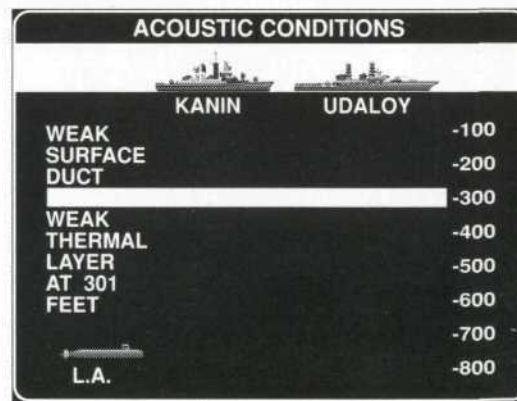 ACOUSTIC CONDITIONS
KANIN UDALOY
WEAK
SURFACE
DUCT
WEAK
THERMAL
LAYER
AT 301
FEET
L.A.
-100
-200
-300
-400
-500
-600
-700
-800